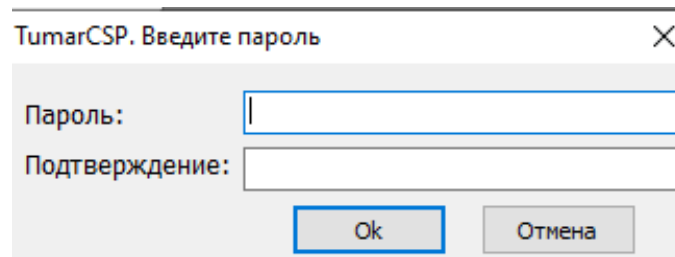 TumarCSP. Введите пароль
Пароль:
Подтверждение:
Ok Отмена